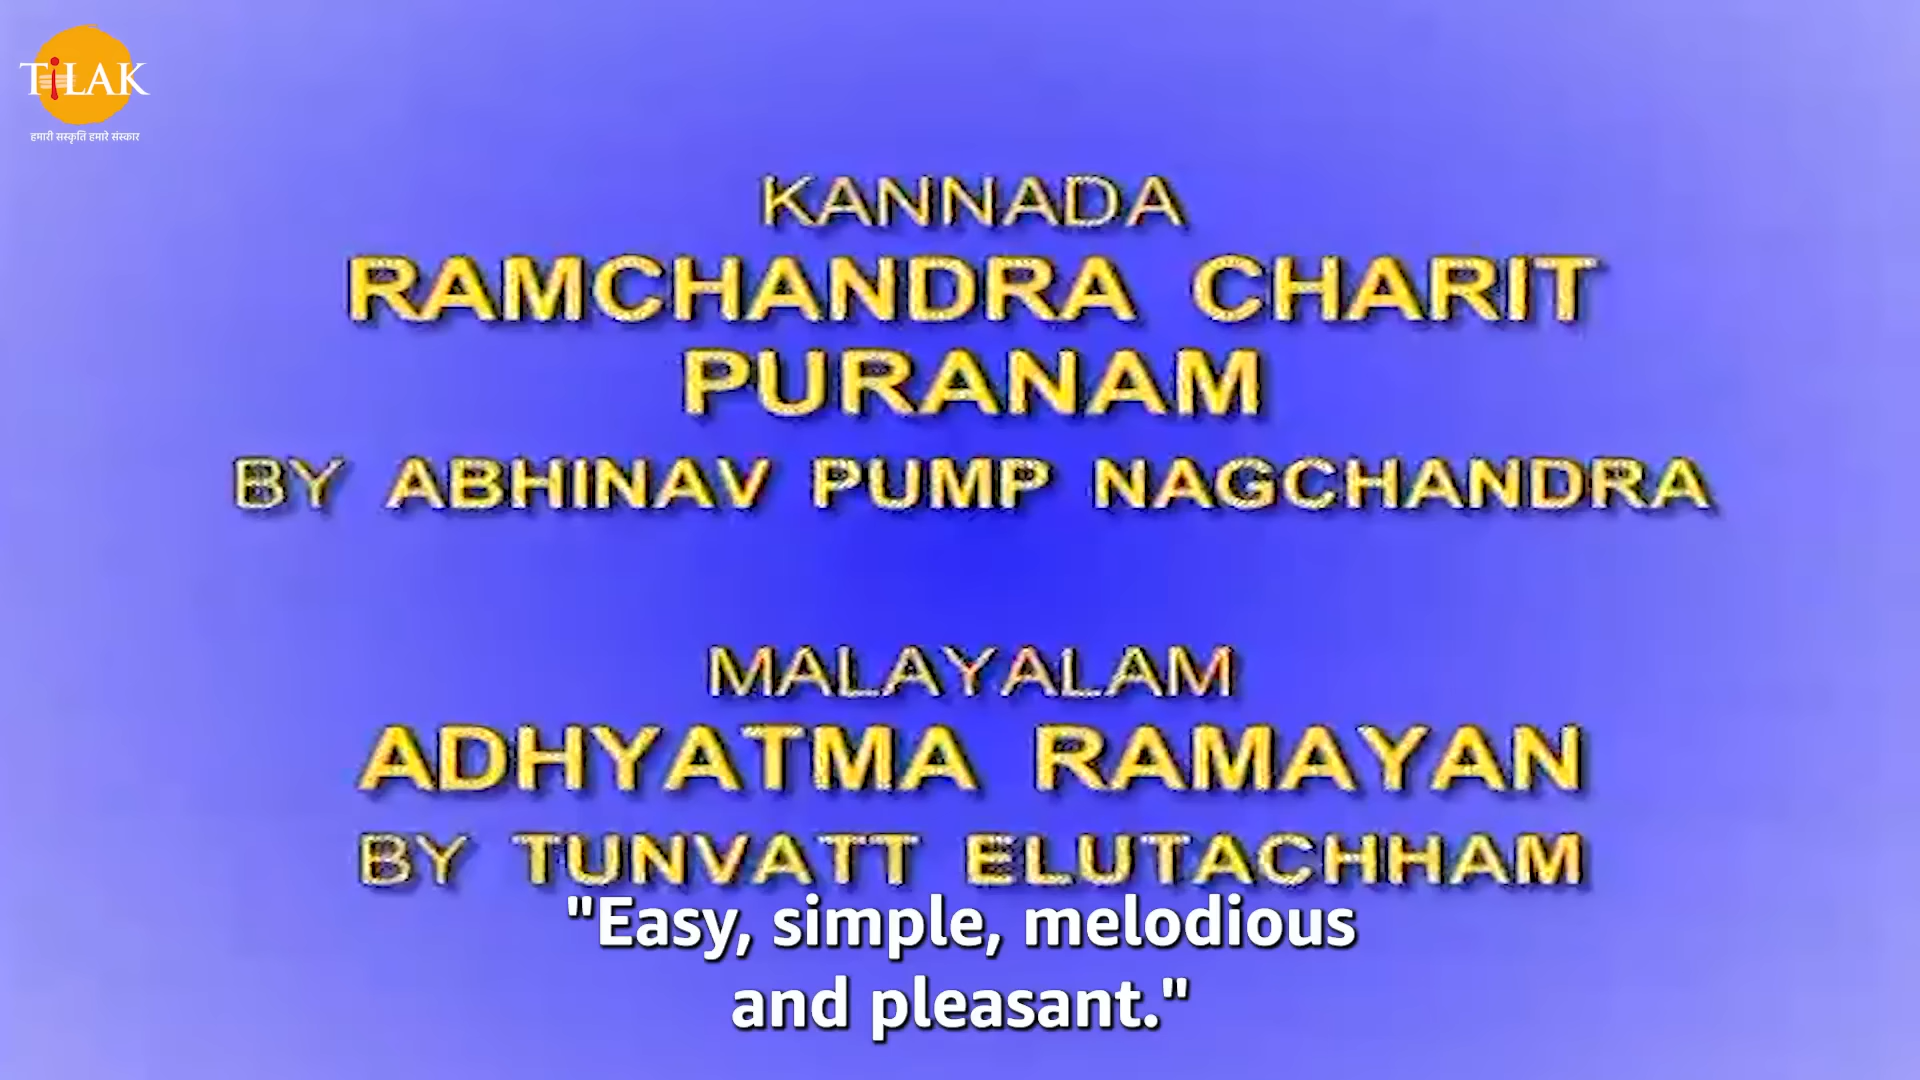 TiLAK
हमारी संस्कृति हमारे संस्कार
KANNADA
RAMCHANDRA CHARIT
PURANAM
BY ABHINAV PUMP NAGCHANDRA
MALAYALAM
ADHYATMA RAMAYAN
BY TUNVATT ELUTACHHAM
"Easy, simple, melodious
and pleasant."